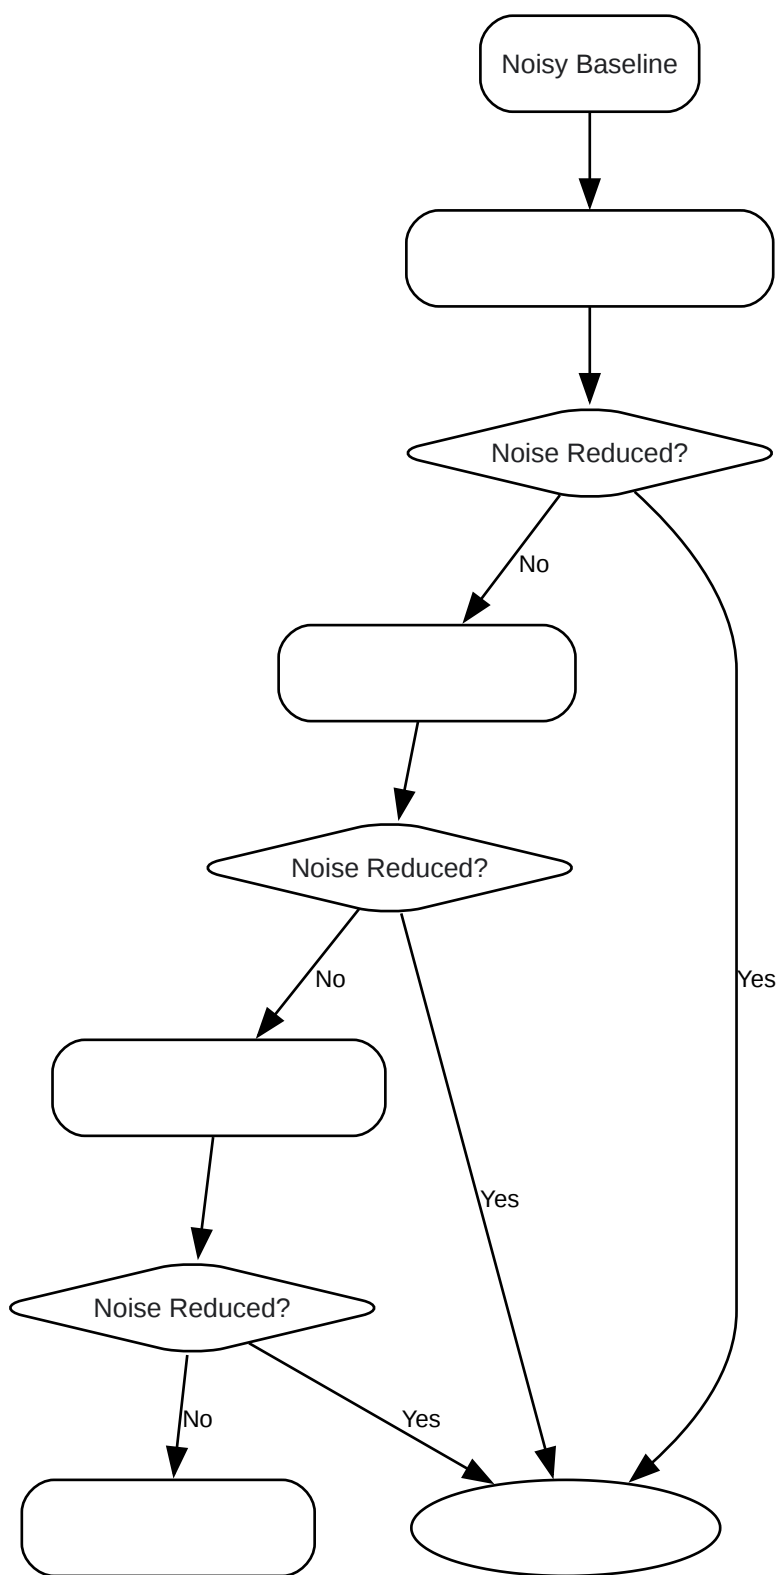 Noisy Baseline
Noise Reduced?
No
Noise Reduced?
No
Yes
Yes
Noise Reduced?
No
Yes